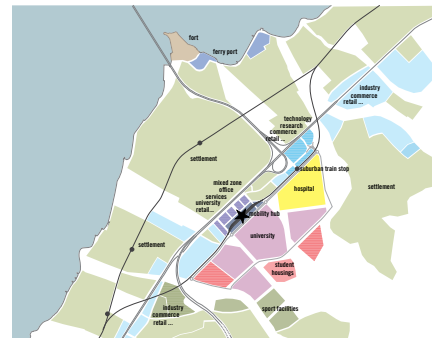 fort
ferry port
industry
commerce
retail ...
technology
research
commerce
retail ...
settlement
suburban train stop
mixed zone
office
services
university
retail...
hospital
settlement
mobility hub
university
settlement
student
housings
industry
commerce
retail ...
sport facilities